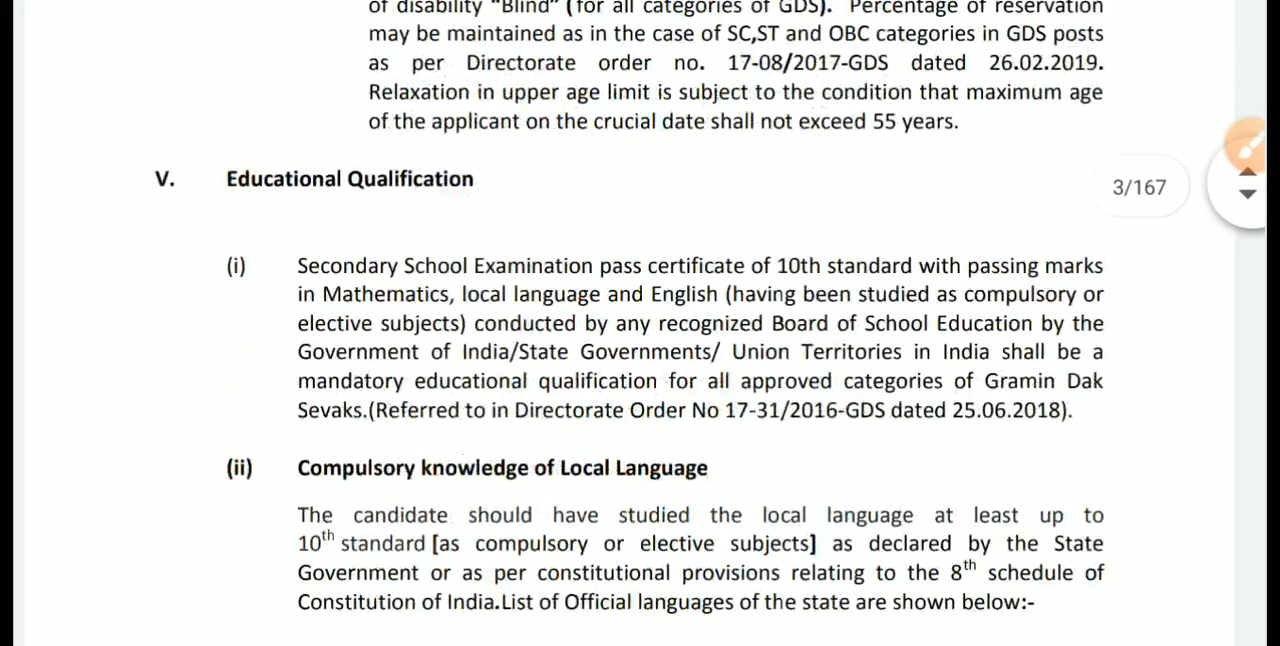 of disability "Blind" (for all categories of GDS). Percentage of reservation
may be maintained as in the case of SC,ST and OBC categories in GDS posts
as per Directorate order no. 17-08/2017-GDS dated 26.02.2019.
Relaxation in upper age limit is subject to the condition that maximum age
of the applicant on the crucial date shall not exceed 55 years.
V. Educational Qualification
3/167
(i) Secondary School Examination pass certificate of 10th standard with passing marks
in Mathematics, local language and English (having been studied as compulsory or
elective subjects) conducted by any recognized Board of School Education by the
Government of India/State Governments/ Union Territories in India shall be a
mandatory educational qualification for all approved categories of Gramin Dak
Sevaks.(Referred to in Directorate Order No 17-31/2016-GDS dated 25.06.2018).
(ii) Compulsory knowledge of Local Language
The candidate should have studied the local language at least up to
10th standard [as compulsory or elective subjects] as declared by the State
Government or as per constitutional provisions relating to the 8th schedule of
Constitution of India.List of Official languages of the state are shown below:-